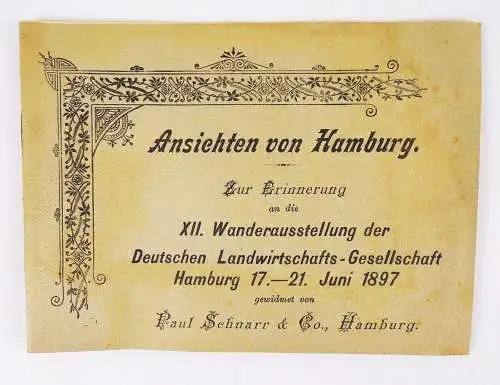 Ansichten von Hamburg.
Zur Erinnerung
an die
XII. Wanderausstellung der
Deutschen Landwirtschafts-Gesellschaft
Hamburg 17.—21. Juni 1897
gewidmet von
Paul Schnarr & Co., Hamburg.